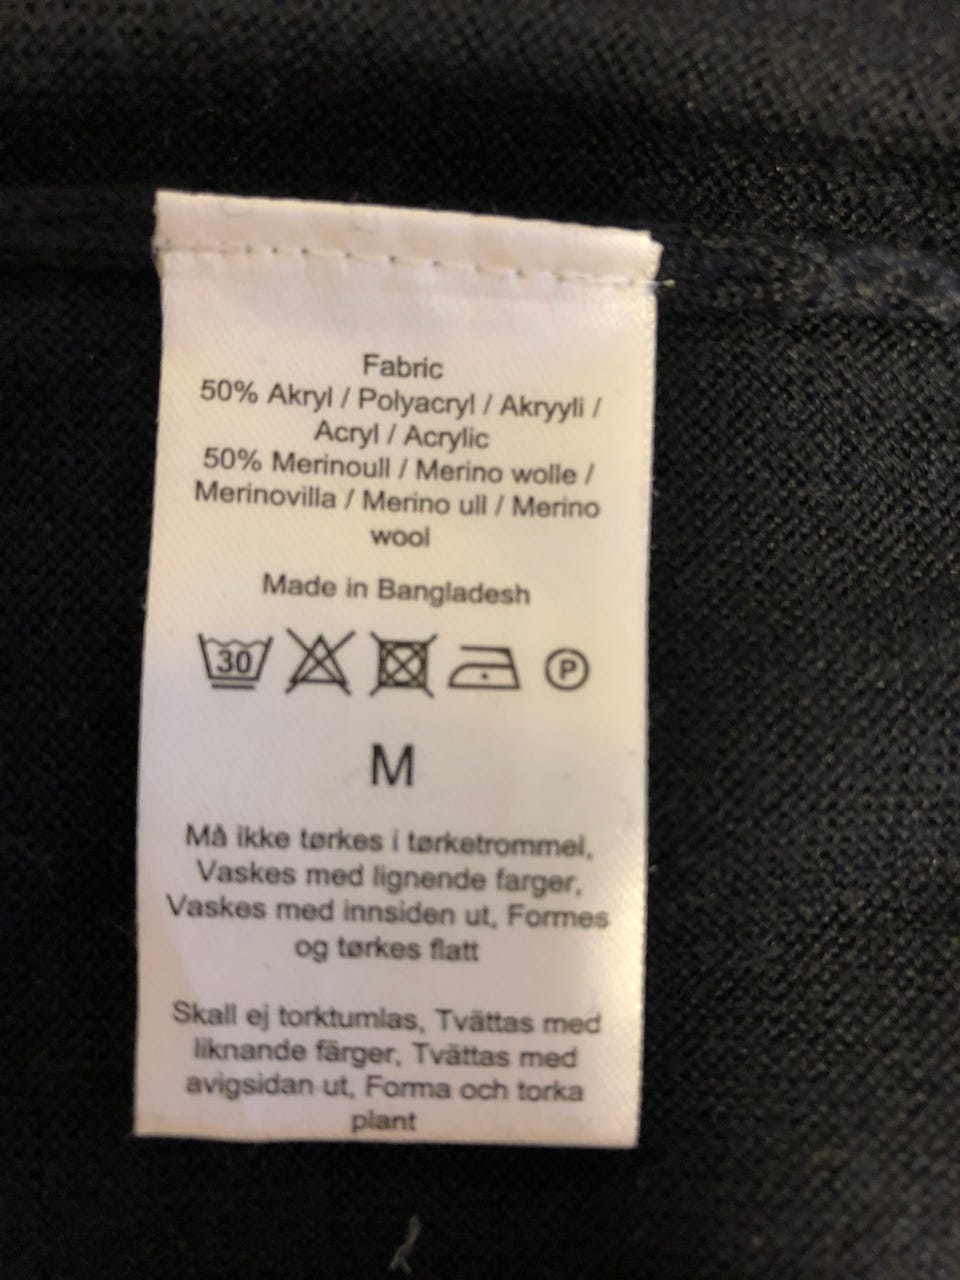 Fabric
50% Akryl / Polyacryl / Akryyli /
Acryl / Acrylic
50% Merinoull / Merino wolle /
Merinovilla / Merino ull / Merino
wool
Made in Bangladesh
30 P
M
Må ikke tørkes i tørketrommel,
Vaskes med lignende farger,
Vaskes med innsiden ut, Formes
og tørkes flatt
Skall ej torktumlas, Tvättas med
liknande färger, Tvättas med
avigsidan ut, Forma och torka
plant